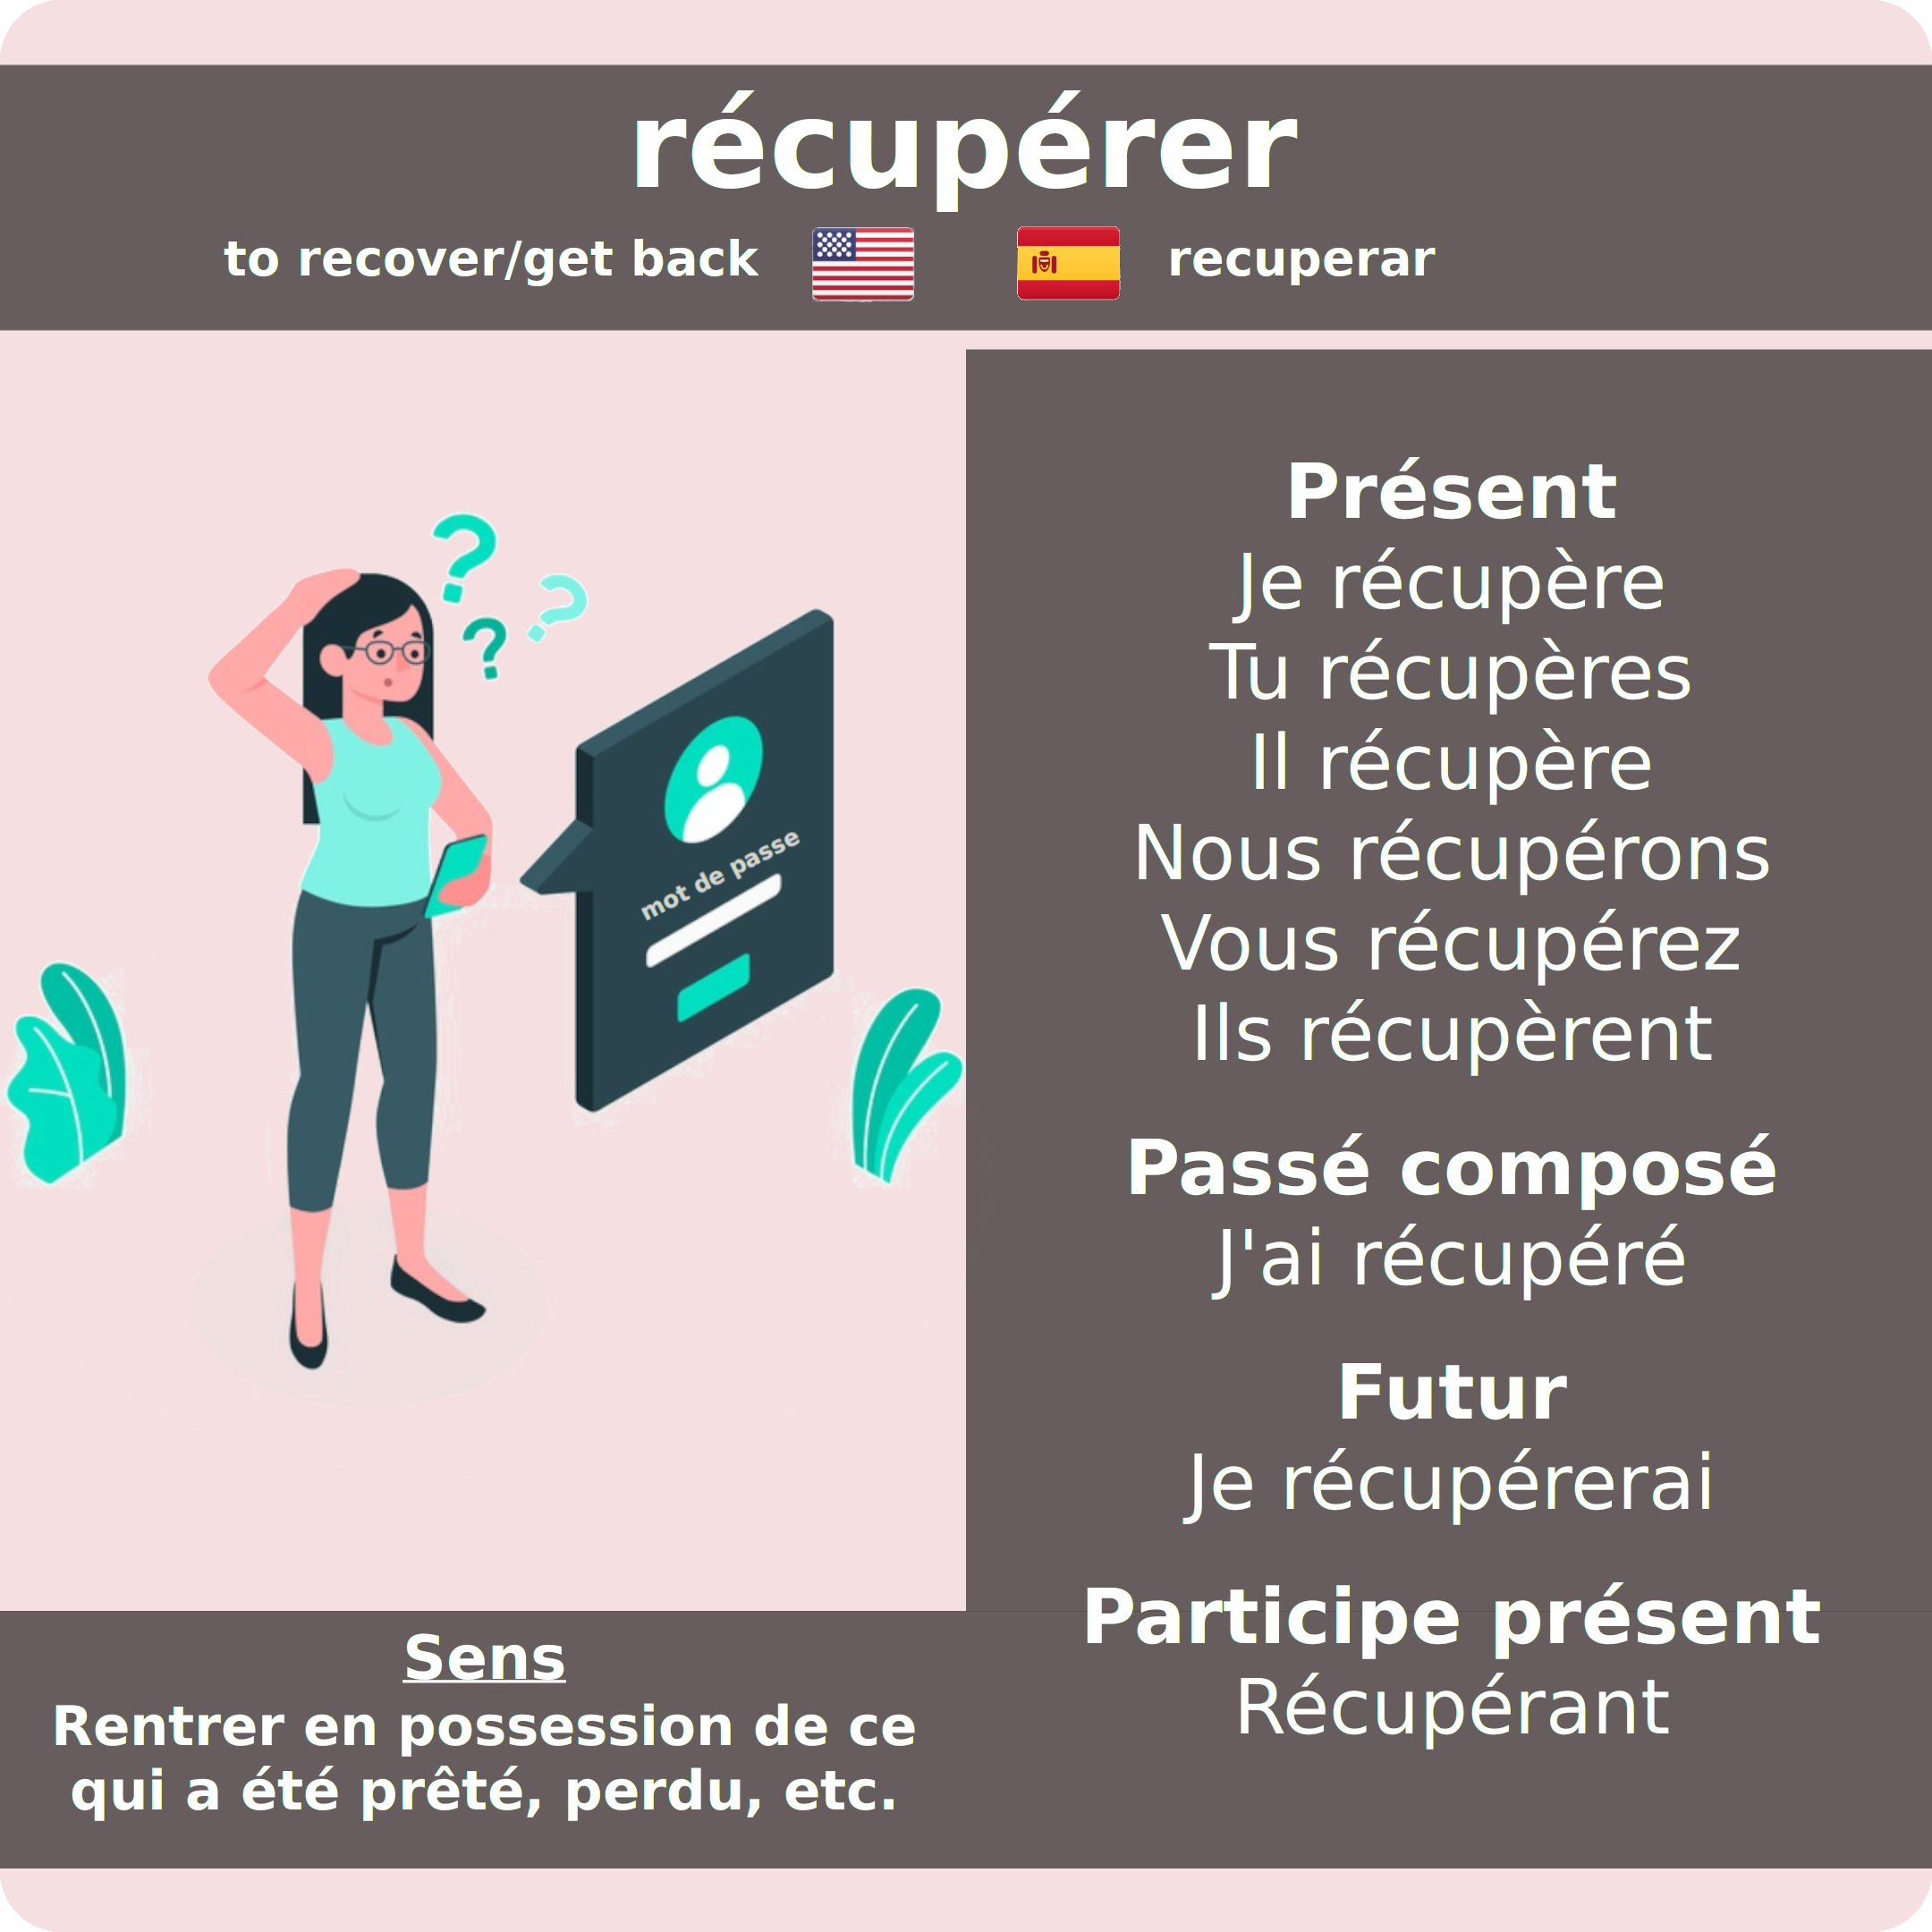 récupérer
to recover/get back
recuperar
mot de passe
Présent
Je récupère
Tu récupères
Il récupère
Nous récupérons
Vous récupérez
Ils récupèrent
Passé composé
J'ai récupéré
Futur
Je récupérerai
Participe présent
Récupérant
Sens
Rentrer en possession de ce
qui a été prêté, perdu, etc.